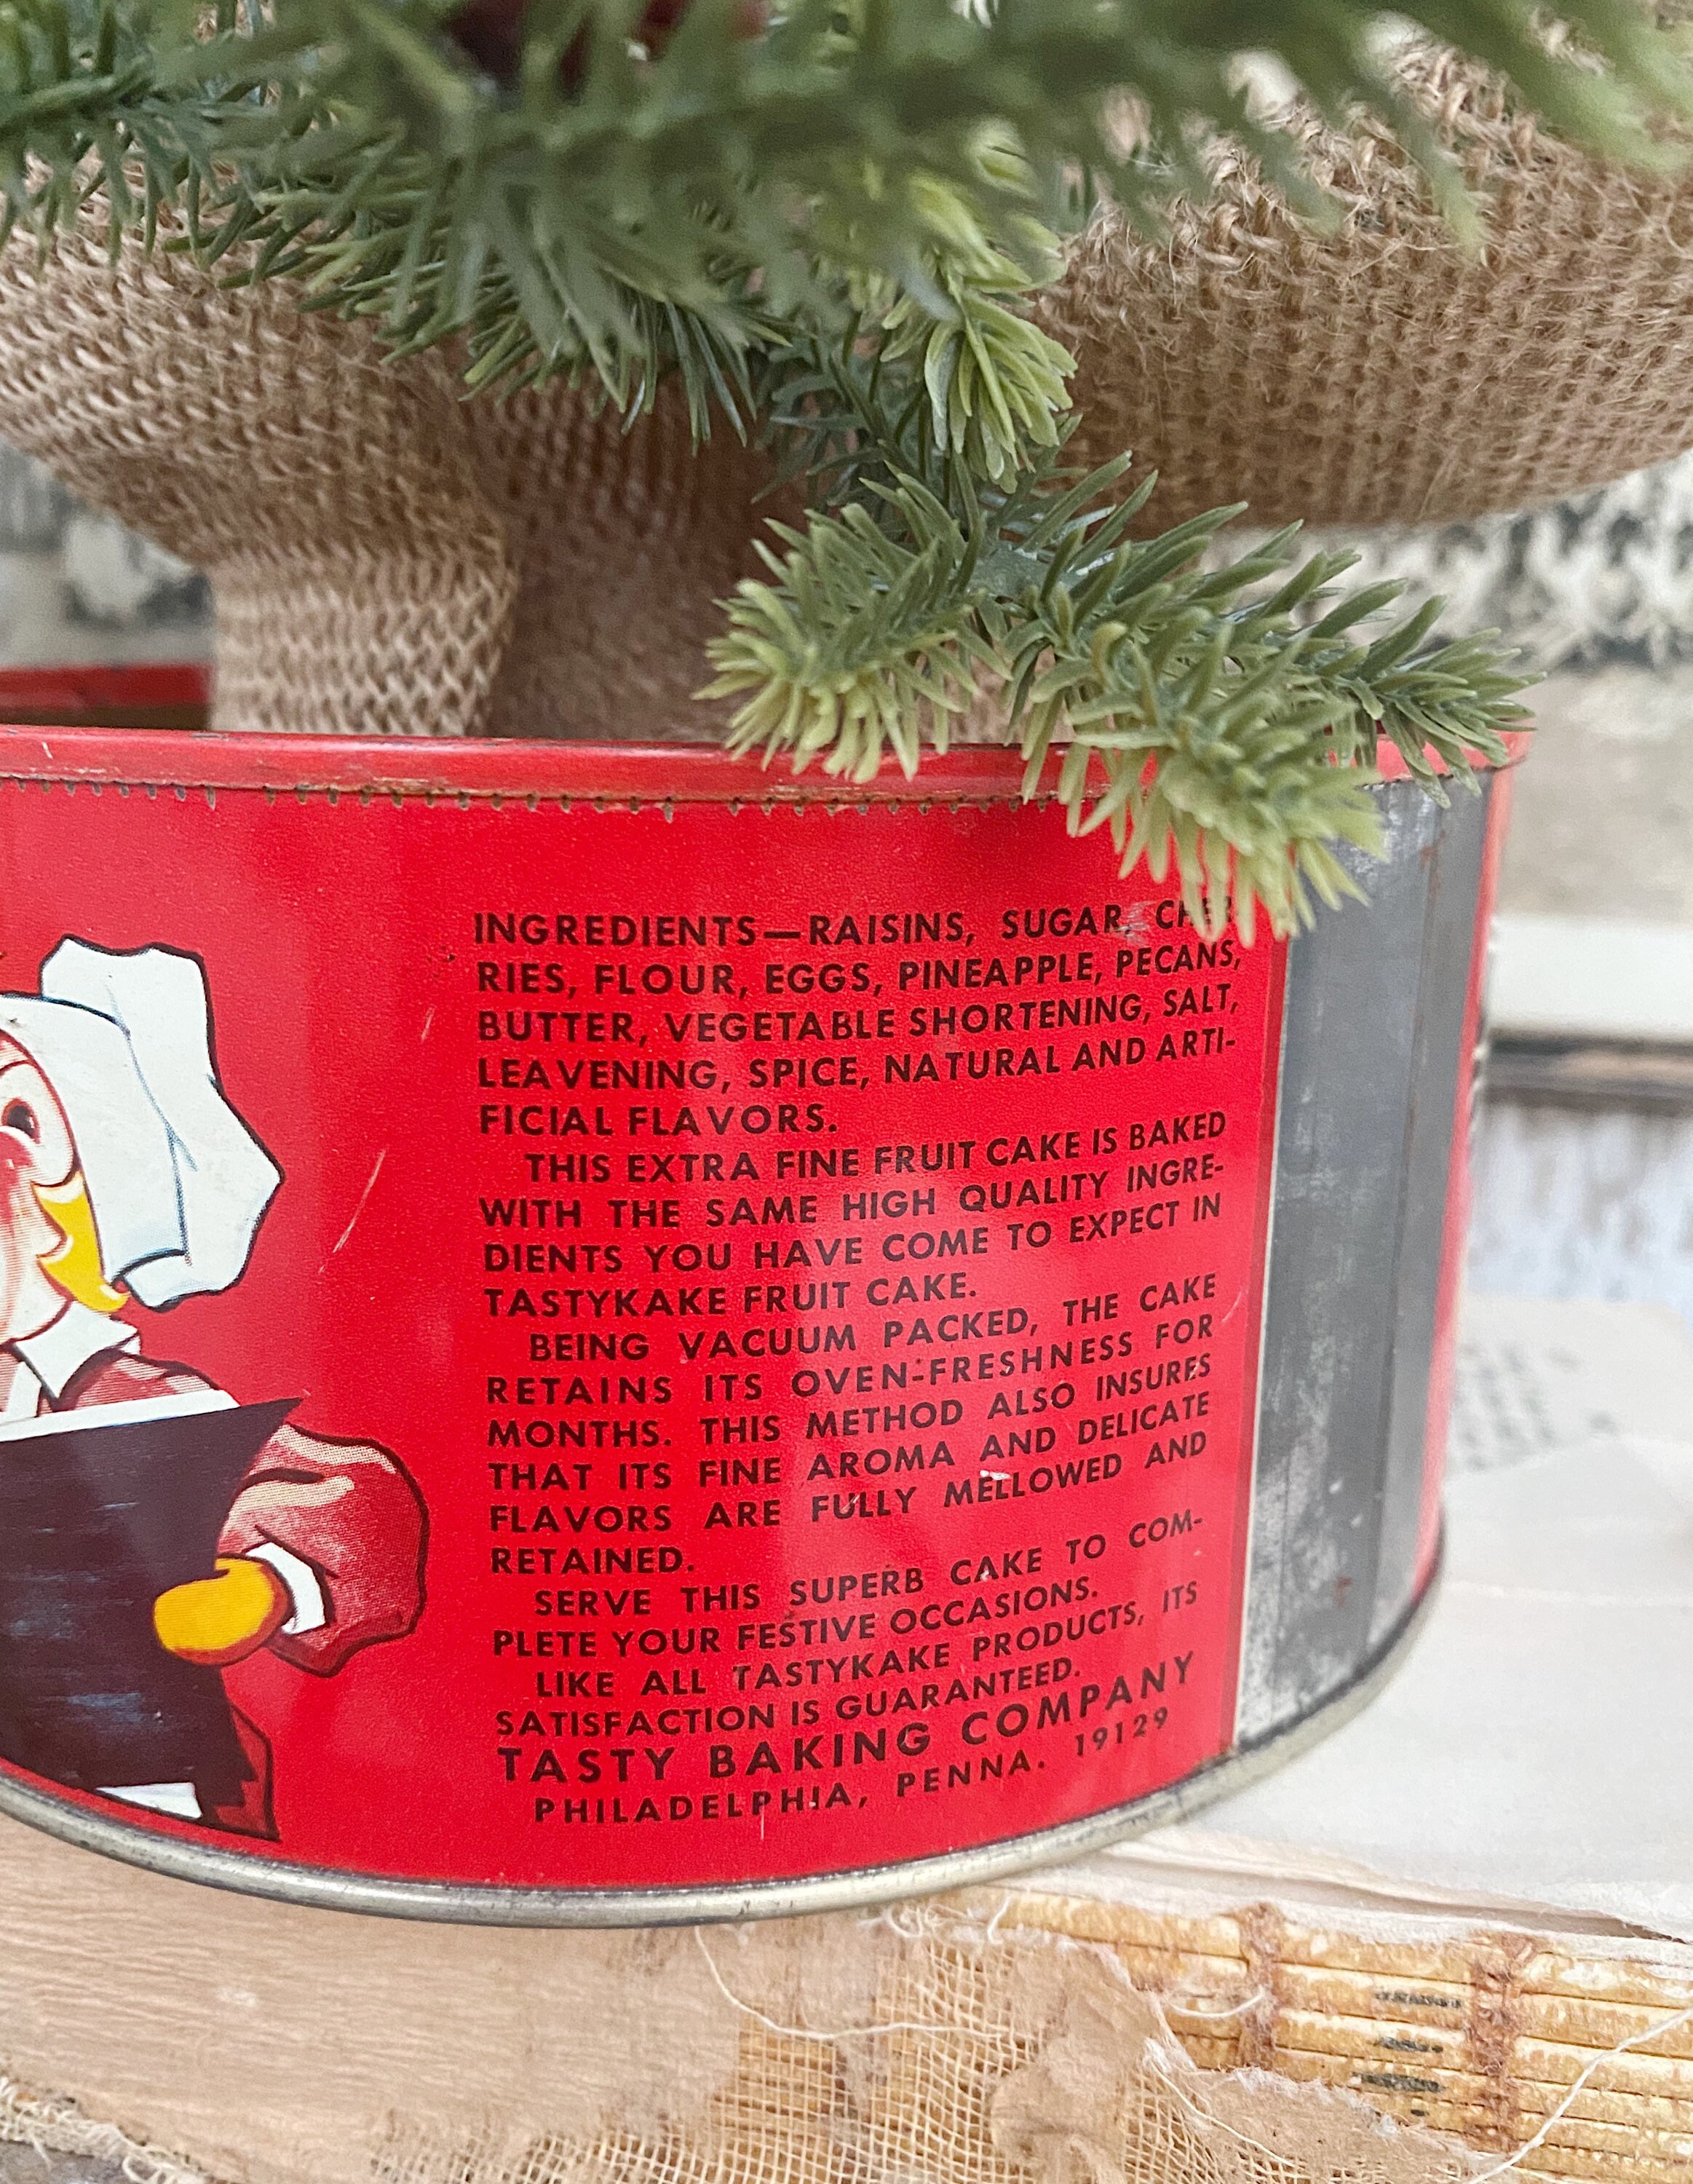 INGREDIENTS—RAISINS, SUGAR, CHER-
RIES, FLOUR, EGGS, PINEAPPLE, PECANS,
BUTTER, VEGETABLE SHORTENING, SALT,
LEAVENING, SPICE, NATURAL AND ARTI-
FICIAL FLAVORS.
THIS EXTRA FINE FRUIT CAKE IS BAKED
WITH THE SAME HIGH QUALITY INGRE-
DIENTS YOU HAVE COME TO EXPECT IN
TASTYKAKE FRUIT CAKE.
BEING VACUUM PACKED, THE CAKE
RETAINS ITS OVEN-FRESHNESS FOR
MONTHS. THIS METHOD ALSO INSURES
THAT ITS FINE AROMA AND DELICATE
FLAVORS ARE FULLY MELLOWED AND
RETAINED.
SERVE THIS SUPERB CAKE TO COM-
PLETE YOUR FESTIVE OCCASIONS.
LIKE ALL TASTYKAKE PRODUCTS, ITS
SATISFACTION IS GUARANTEED.
TASTY BAKING COMPANY
PHILADELPHIA, PENNA. 19129